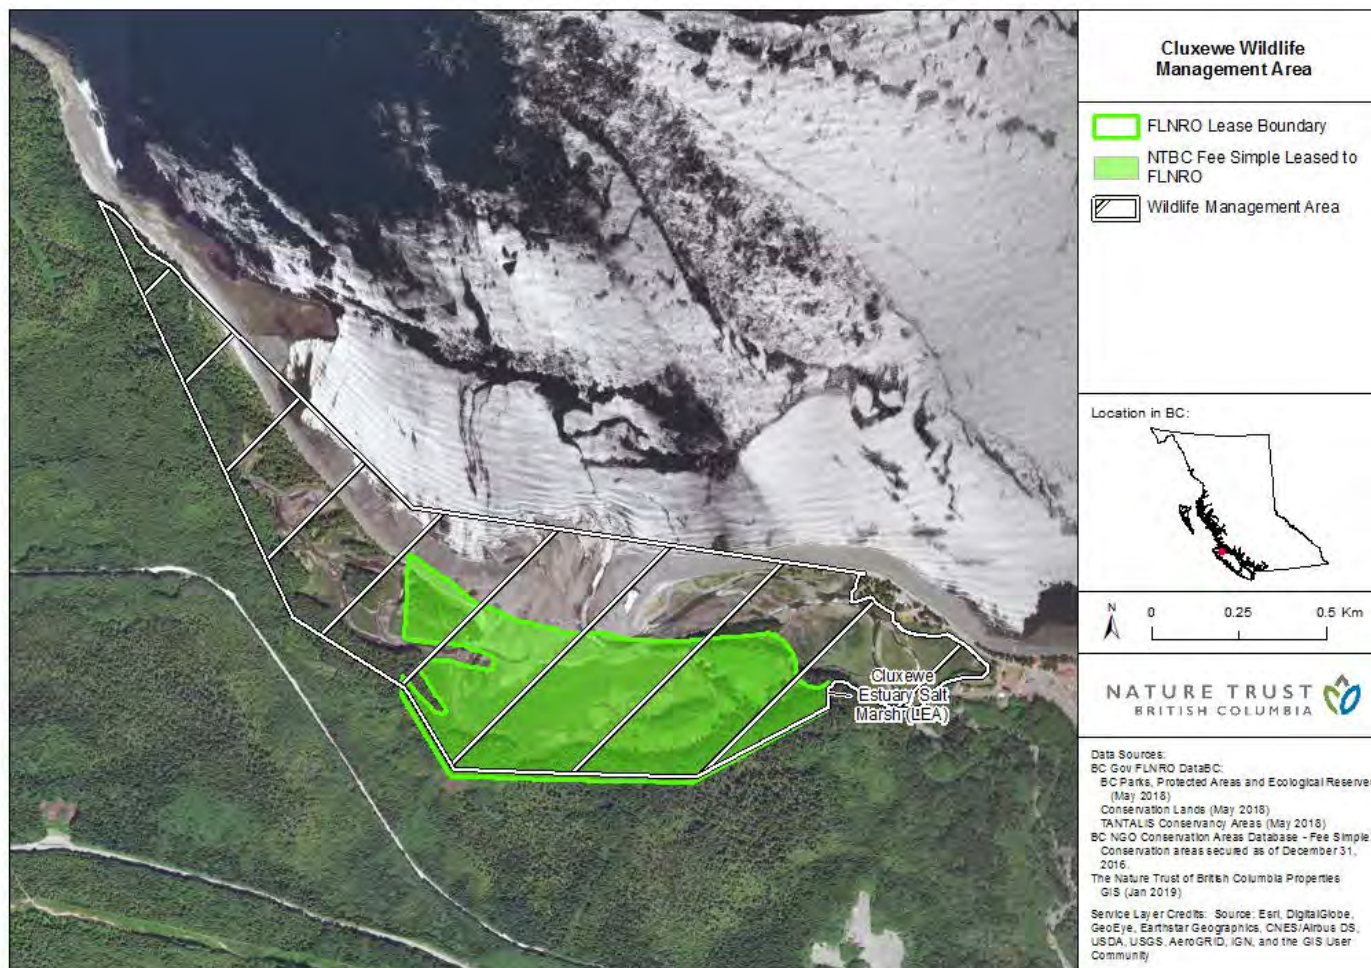 Cluxewe Wildlife
Management Area
FLNRO Lease Boundary
NTBC Fee Simple Leased to
FLNRO
Wildlife Management Area
Location in BC:
N
0
0.25
0.5 Km
NATURE TRUST
BRITISH COLUMBIA
Data Sources:
BC Gov FLNRO DataBC:
BC Parks, Protected Areas and Ecological Reserves
(May 2018)
Conservation Lands (May 2018)
TANTALIS Conservancy Areas (May 2018)
BC NGO Conservation Areas Database - Fee Simple.
Conservation areas secured as of December 31,
2016.
The Nature Trust of British Columbia Properties
GIS (Jan 2019)
Service Layer Credits: Source: Esri, DigitalGlobe,
GeoEye, Earthstar Geographics, CNES/Airbus DS,
USDA, USGS, AeroGRID, IGN, and the GIS User
Community
Cluxewe
Estuary Salt
Marsh (LEA)